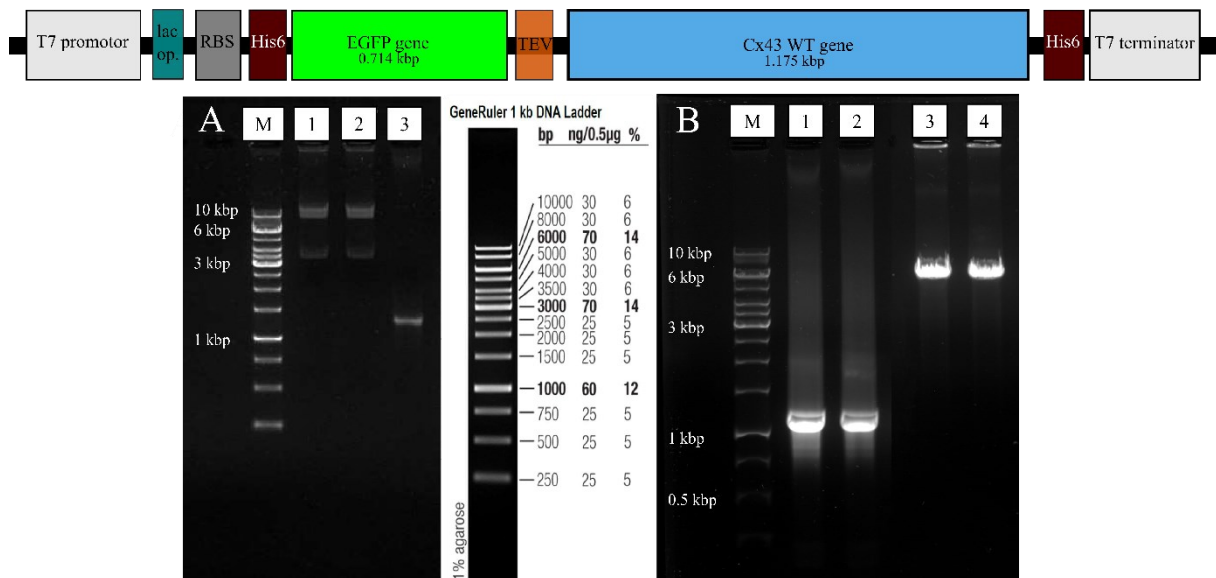 T7 promotor
lac
op.
RBS
His6
EGFP gene
0.714 kbp
TEV
Cx43 WT gene
1.175 kbp
His6
T7 terminator
A
M 1 2 3
10 kbp
6 kbp
3 kbp
1 kbp
GeneRuler 1 kb DNA Ladder
bp ng/0.5µg %
10000 30 6
8000 30 6
6000 70 14
5000 30 6
4000 30 6
3500 30 6
3000 70 14
2500 25 5
2000 25 5
1500 25 5
1000 60 12
750 25 5
500 25 5
250 25 5
1% agarose
B
M 1 2 3 4
10 kbp
6 kbp
3 kbp
1 kbp
0.5 kbp